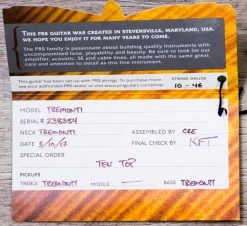 THIS PRS GUITAR WAS CREATED IN STEVENSVILLE, MARYLAND, USA.
WE HOPE YOU ENJOY IT FOR MANY YEARS TO COME.
The PRS family is passionate about building quality instruments with
uncompromised tone, playability and beauty. Be sure to look for our
amplifier, acoustic, SE and cable lines, all made with the same great
care and attention to detail as this fine instrument.
This guitar has been set up with PRS strings. To purchase more,
see your authorized PRS dealer or visit www.prsguitars.com/
STRING GAUGE
10 - 46
MODEL TREMONTI
SERIAL # 238354
NECK TREMONTI ASSEMBLED BY CRE
DATE 3/10/17 FINAL CHECK BY KFT
SPECIAL ORDER
TEN TOP
PICKUPS
TREBLE TREMONTI MIDDLE — BASS TREMONTI